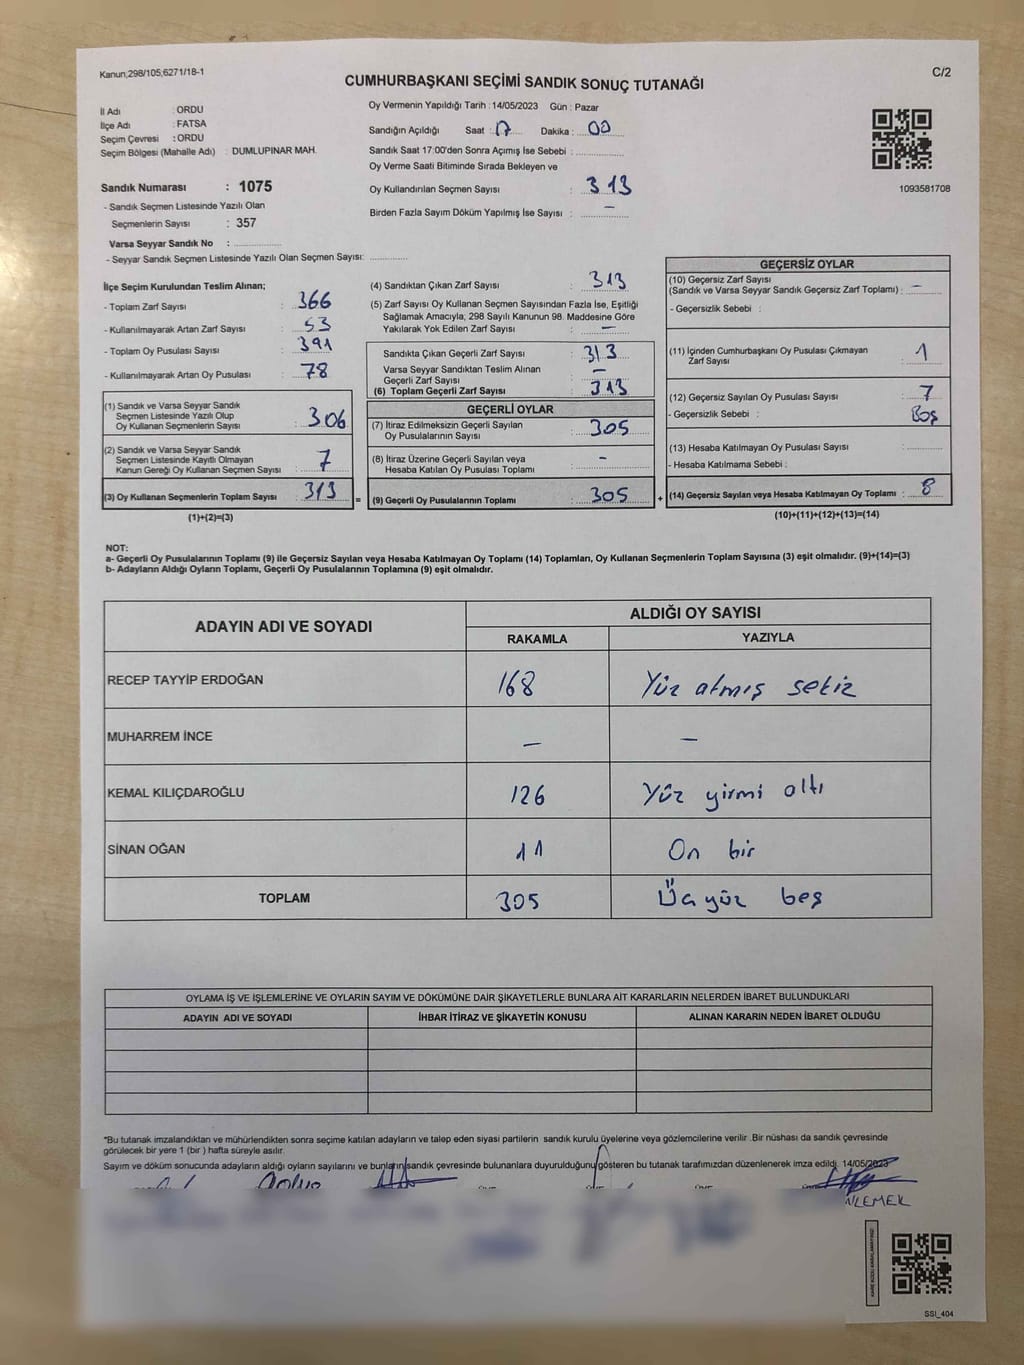 Kanun;298/105;6271/18-1
C/2
CUMHURBAŞKANI SEÇİMİ SANDIK SONUÇ TUTANAĞI
İl Adı : ORDU
İlçe Adı : FATSA
Seçim Çevresi : ORDU
Seçim Bölgesi (Mahalle Adı) : DUMLUPINAR MAH.
Sandık Numarası : 1075
- Sandık Seçmen Listesinde Yazılı Olan
Seçmenlerin Sayısı : 357
Varsa Seyyar Sandık No :
- Seyyar Sandık Seçmen Listesinde Yazılı Olan Seçmen Sayısı:
Oy Vermenin Yapıldığı Tarih : 14/05/2023 Gün : Pazar
Sandığın Açıldığı Saat : 17 Dakika : 00
Sandık Saat 17:00'den Sonra Açımış İse Sebebi :
Oy Verme Saati Bitiminde Sırada Bekleyen ve
Oy Kullandırılan Seçmen Sayısı : 313
Birden Fazla Sayım Döküm Yapılmış İse Sayısı : -
1093581708
İlçe Seçim Kurulundan Teslim Alınan;
- Toplam Zarf Sayısı : 366
- Kullanılmayarak Artan Zarf Sayısı : 53
- Toplam Oy Pusulası Sayısı : 391
- Kullanılmayarak Artan Oy Pusulası : 78
(1) Sandık ve Varsa Seyyar Sandık
Seçmen Listesinde Yazılı Olup
Oy Kullanan Seçmenlerin Sayısı : 306
(2) Sandık ve Varsa Seyyar Sandık
Seçmen Listesinde Kayıtlı Olmayan
Kanun Gereği Oy Kullanan Seçmen Sayısı : 7
(3) Oy Kullanan Seçmenlerin Toplam Sayısı : 313 =
(1)+(2)=(3)
(4) Sandıktan Çıkan Zarf Sayısı : 313
(5) Zarf Sayısı Oy Kullanan Seçmen Sayısından Fazla İse, Eşitliği
Sağlamak Amacıyla; 298 Sayılı Kanunun 98. Maddesine Göre
Yakılarak Yok Edilen Zarf Sayısı : -
Sandıkta Çıkan Geçerli Zarf Sayısı : 313
Varsa Seyyar Sandıktan Teslim Alınan
Geçerli Zarf Sayısı : -
(6) Toplam Geçerli Zarf Sayısı : 313
GEÇERLİ OYLAR
(7) İtiraz Edilmeksizin Geçerli Sayılan
Oy Pusulalarının Sayısı : 305
(8) İtiraz Üzerine Geçerli Sayılan veya
Hesaba Katılan Oy Pusulası Toplamı : -
(9) Geçerli Oy Pusulalarının Toplamı : 305 +
GEÇERSİZ OYLAR
(10) Geçersiz Zarf Sayısı
(Sandık ve Varsa Seyyar Sandık Geçersiz Zarf Toplamı) : -
- Geçersizlik Sebebi :
(11) İçinden Cumhurbaşkanı Oy Pusulası Çıkmayan
Zarf Sayısı : 1
(12) Geçersiz Sayılan Oy Pusulası Sayısı : 7
- Geçersizlik Sebebi : Boş
(13) Hesaba Katılmayan Oy Pusulası Sayısı :
- Hesaba Katılmama Sebebi :
(14) Geçersiz Sayılan veya Hesaba Katılmayan Oy Toplamı : 8
(10)+(11)+(12)+(13)=(14)
NOT:
a- Geçerli Oy Pusulalarının Toplamı (9) ile Geçersiz Sayılan veya Hesaba Katılmayan Oy Toplamı (14) Toplamları, Oy Kullanan Seçmenlerin Toplam Sayısına (3) eşit olmalıdır. (9)+(14)=(3)
b- Adayların Aldığı Oyların Toplamı, Geçerli Oy Pusulalarının Toplamına (9) eşit olmalıdır.
ADAYIN ADI VE SOYADI ALDIĞI OY SAYISI
RAKAMLA YAZIYLA
RECEP TAYYİP ERDOĞAN 168 Yüz atmış sekiz
MUHARREM İNCE - -
KEMAL KILIÇDAROĞLU 126 Yüz yirmi altı
SİNAN OĞAN 11 On bir
TOPLAM 305 Üçyüz beş
OYLAMA İŞ VE İŞLEMLERİNE VE OYLARIN SAYIM VE DÖKÜMÜNE DAİR ŞİKAYETLERLE BUNLARA AİT KARARLARIN NELERDEN İBARET BULUNDUKLARI
ADAYIN ADI VE SOYADI İHBAR İTİRAZ VE ŞİKAYETİN KONUSU ALINAN KARARIN NEDEN İBARET OLDUĞU
*Bu tutanak imzalandıktan ve mühürlendikten sonra seçime katılan adayların ve talep eden siyasi partilerin sandık kurulu üyelerine veya gözlemcilerine verilir .Bir nüshası da sandık çevresinde
görülecek bir yere 1 (bir ) hafta süreyle asılır.
Sayım ve döküm sonucunda adayların aldığı oyların sayılarını ve bunların sandık çevresinde bulunanlara duyurulduğunu gösteren bu tutanak tarafımızdan düzenlenerek imza edildi. 14/05/2023
SSI_404